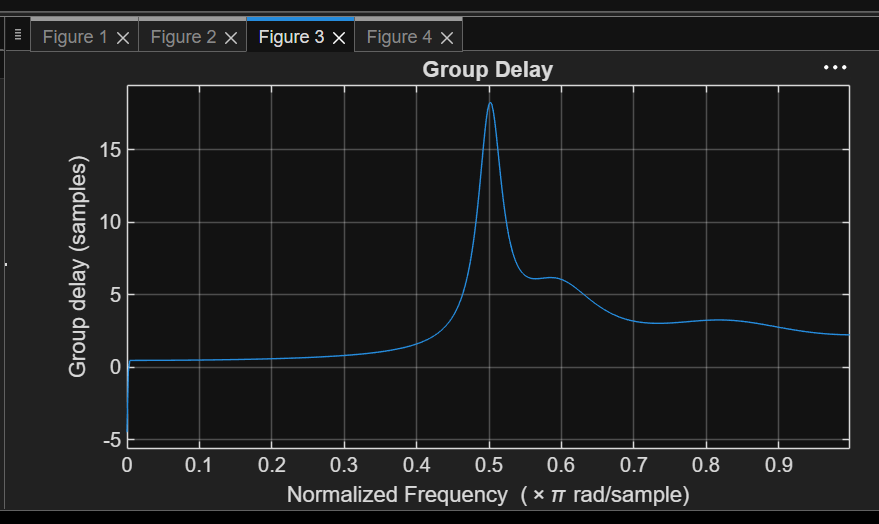 Figure 1 × Figure 2 × Figure 3 × Figure 4 ×
Group Delay
Group delay (samples)
15
10
5
0
-5
0 0.1 0.2 0.3 0.4 0.5 0.6 0.7 0.8 0.9
Normalized Frequency ( × π rad/sample)